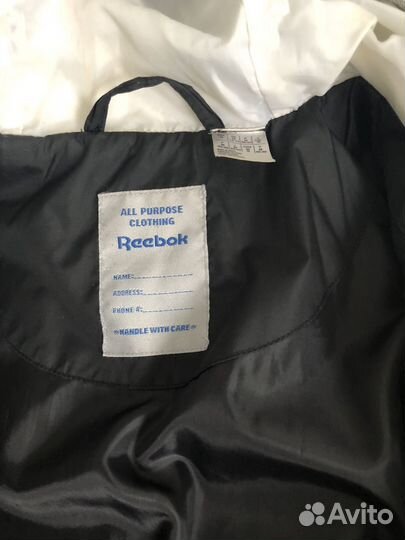 ALL PURPOSE
CLOTHING
Reebok
NAME:
ADDRESS:
PHONE #:
HANDLE WITH CARE
Avito